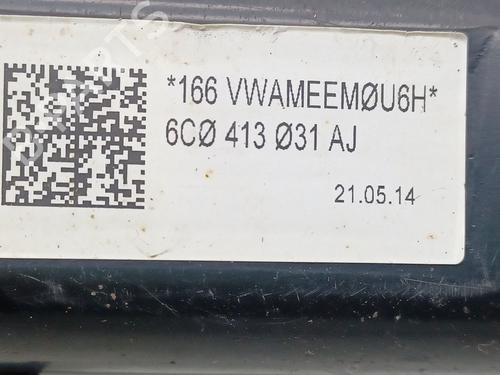 *166 VWAMEEMØU6H*
6CØ 413 Ø31 AJ
21.05.14